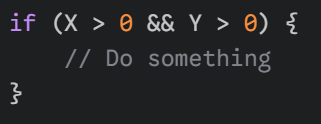 if (X > 0 && Y > 0) {
    // Do something
}